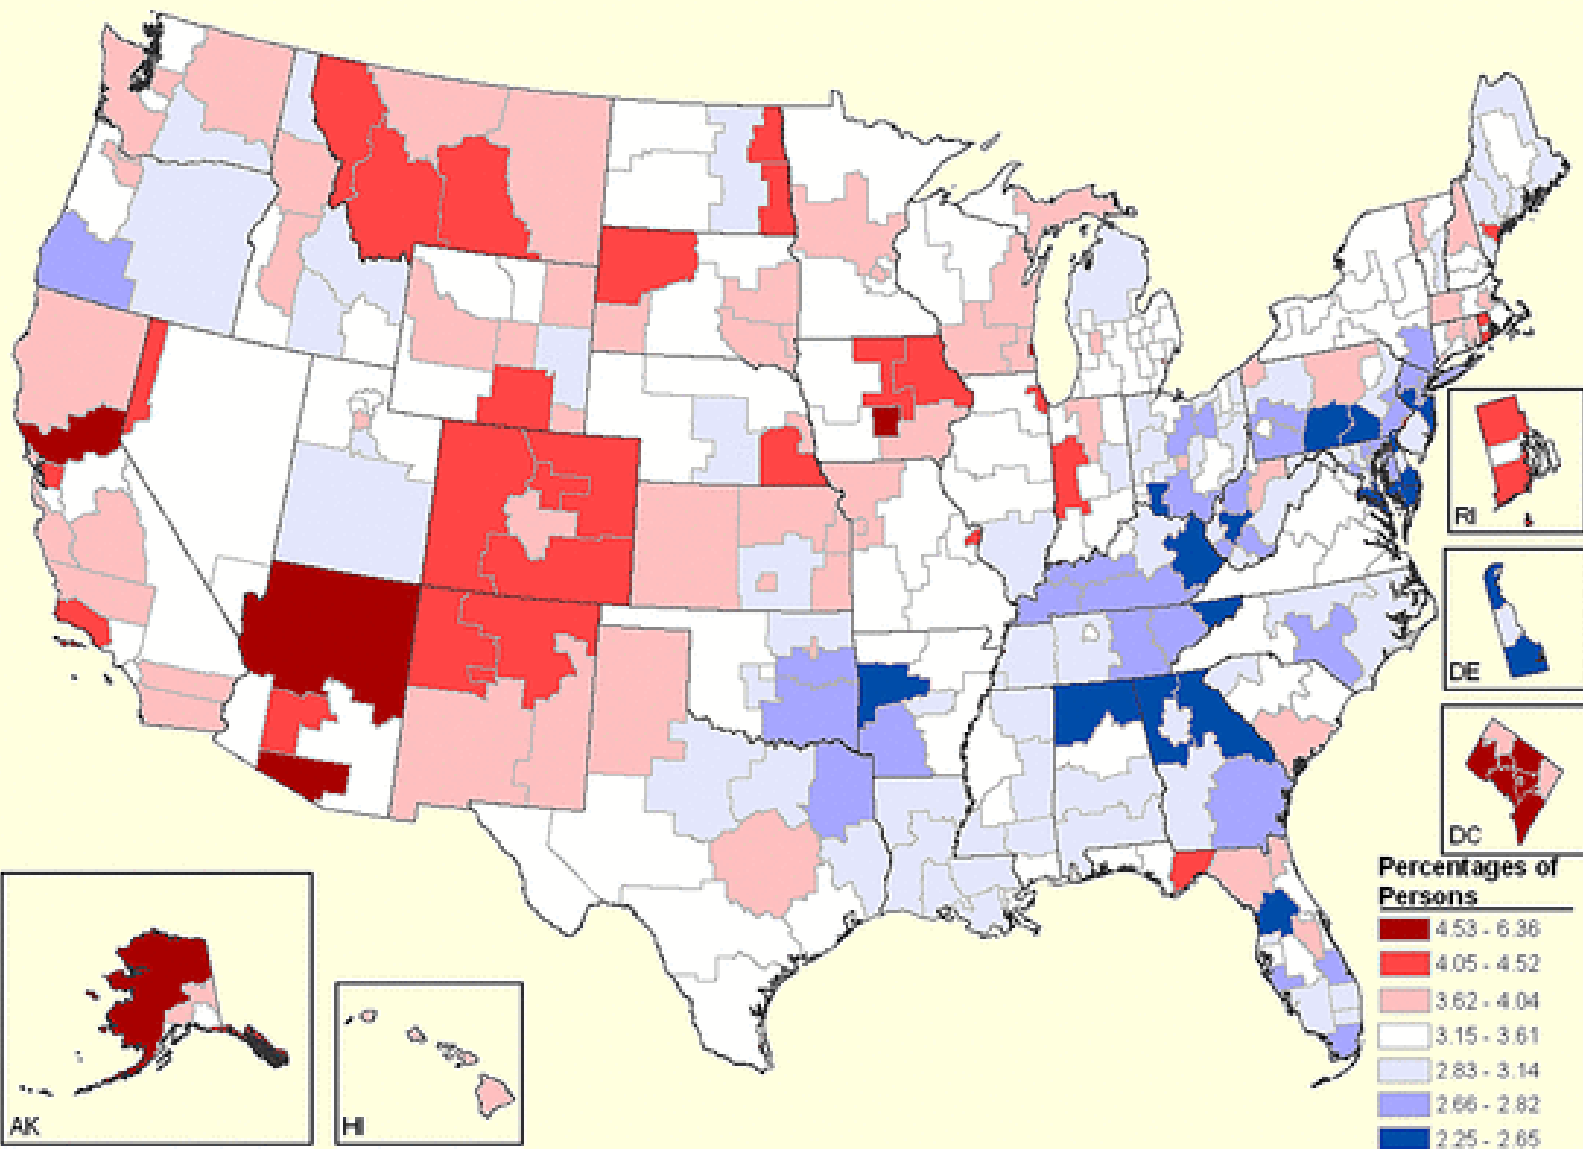 RI
DE
DC
AK
HI
Percentages of
Persons
4.53 - 6.36
4.05 - 4.52
3.62 - 4.04
3.15 - 3.61
2.83 - 3.14
2.66 - 2.82
2.25 - 2.65